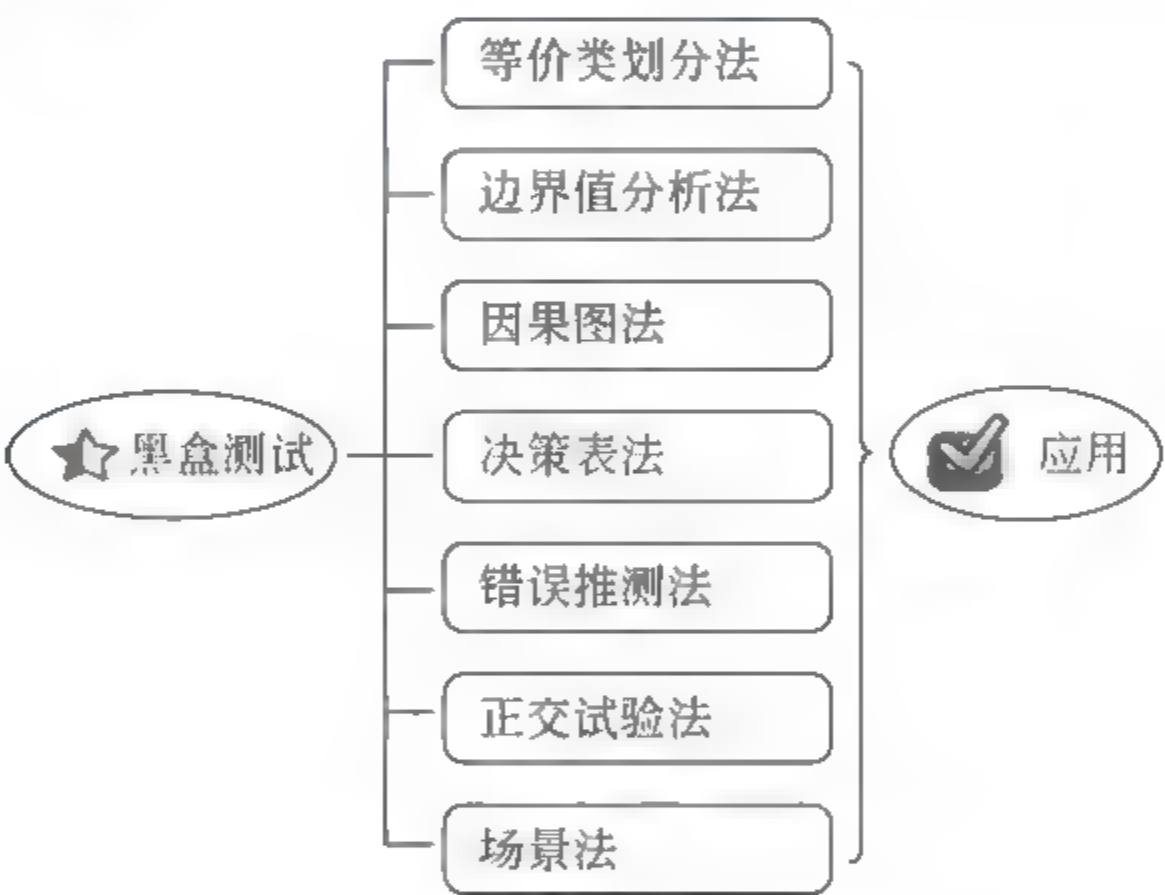 等价类划分法
边界值分析法
因果图法
黑盒测试
决策表法
应用
错误推测法
正交试验法
场景法